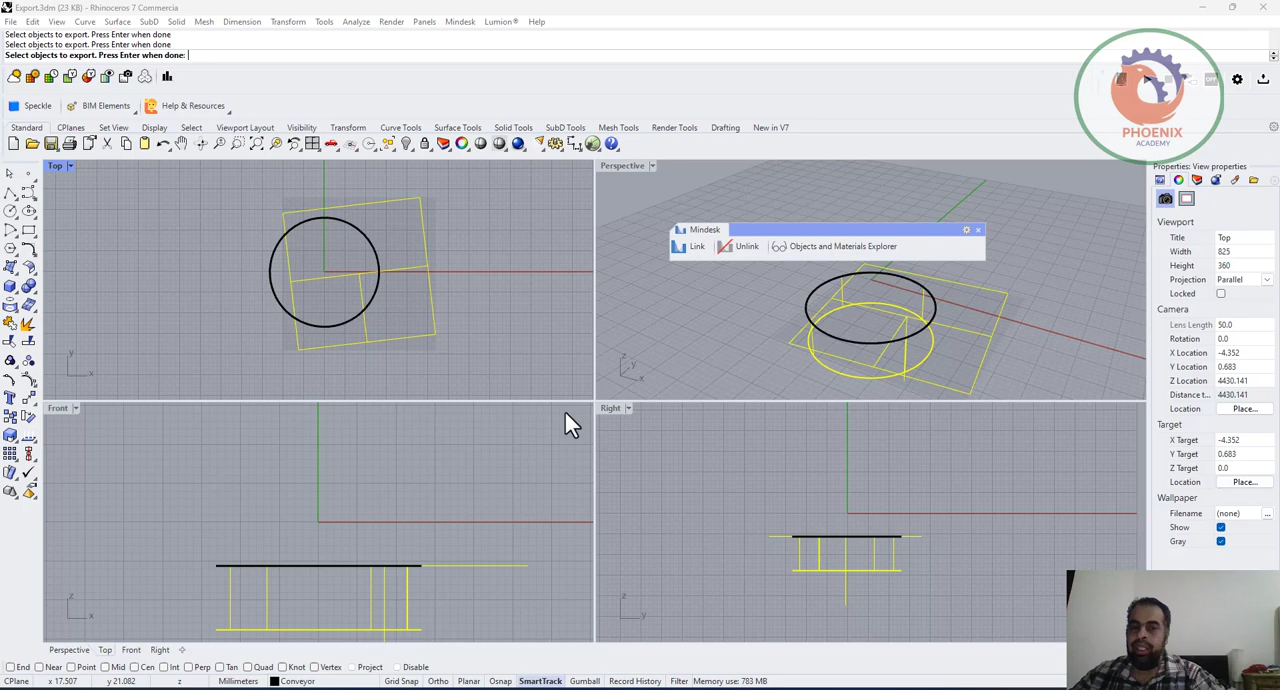 Export.3dm (23 KB) - Rhinoceros 7 Commercia
File Edit View Curve Surface SubD Solid Mesh Dimension Transform Tools Analyze Render Panels Mindesk Lumion® Help
Select objects to export. Press Enter when done
Select objects to export. Press Enter when done
Select objects to export. Press Enter when done:
Speckle BIM Elements Help & Resources
PHOENIX
ACADEMY
Standard CPlanes Set View Display Select Viewport Layout Visibility Transform Curve Tools Surface Tools Solid Tools SubD Tools Mesh Tools Render Tools Drafting New in V7
Top
y
x
Perspective
z
y
x
Mindesk
Link Unlink Objects and Materials Explorer
Front
z
x
Right
z
y
Properties: View properties
Viewport
Title Top
Width 825
Height 360
Projection Parallel
Locked
Camera
Lens Length 50.0
Rotation 0.0
X Location -4.352
Y Location 0.683
Z Location 4430.141
Distance t... 4430.141
Location Place...
Target
X Target -4.352
Y Target 0.683
Z Target 0.0
Location Place...
Wallpaper
Filename (none) ...
Show
Gray
Perspective Top Front Right
End Near Point Mid Cen Int Perp Tan Quad Knot Vertex Project Disable
CPlane x 17.507 y 21.082 z Millimeters Conveyor Grid Snap Ortho Planar Osnap SmartTrack Gumball Record History Filter Memory use: 783 MB